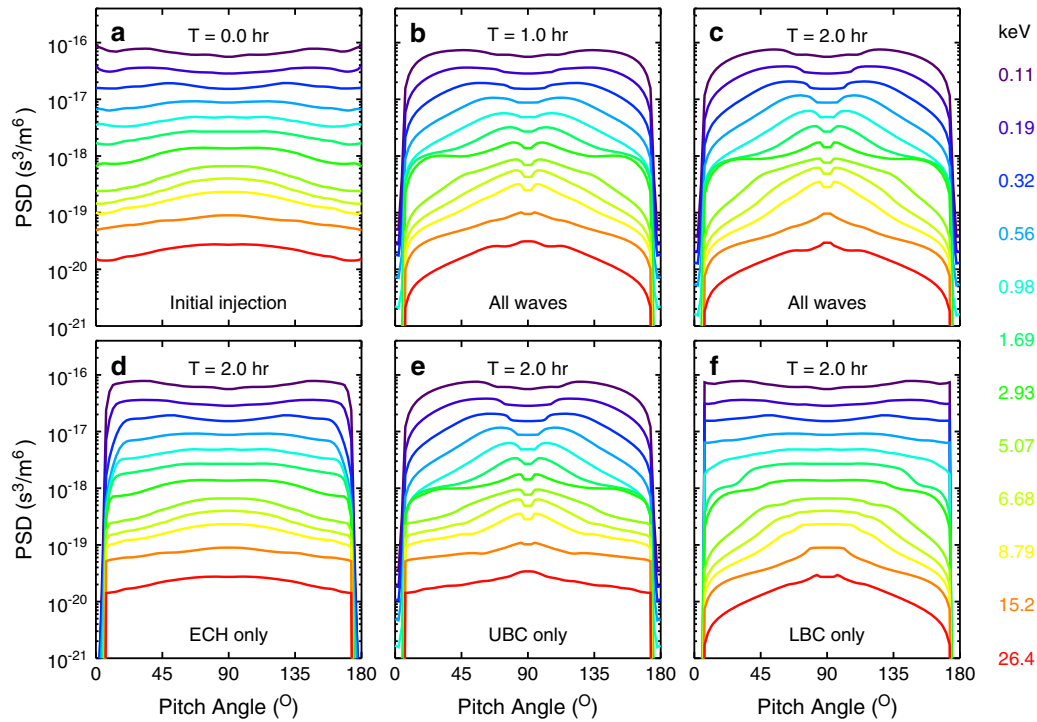 a
T = 0.0 hr
Initial injection
b
T = 1.0 hr
All waves
c
T = 2.0 hr
All waves
PSD (s³/m⁶)
10⁻¹⁶
10⁻¹⁷
10⁻¹⁸
10⁻¹⁹
10⁻²⁰
10⁻²¹
d
T = 2.0 hr
ECH only
e
T = 2.0 hr
UBC only
f
T = 2.0 hr
LBC only
PSD (s³/m⁶)
10⁻¹⁶
10⁻¹⁷
10⁻¹⁸
10⁻¹⁹
10⁻²⁰
10⁻²¹
0 45 90 135 180
0 45 90 135 180
0 45 90 135 180
Pitch Angle (ᴼ)
Pitch Angle (ᴼ)
Pitch Angle (ᴼ)
keV
0.11
0.19
0.32
0.56
0.98
1.69
2.93
5.07
6.68
8.79
15.2
26.4